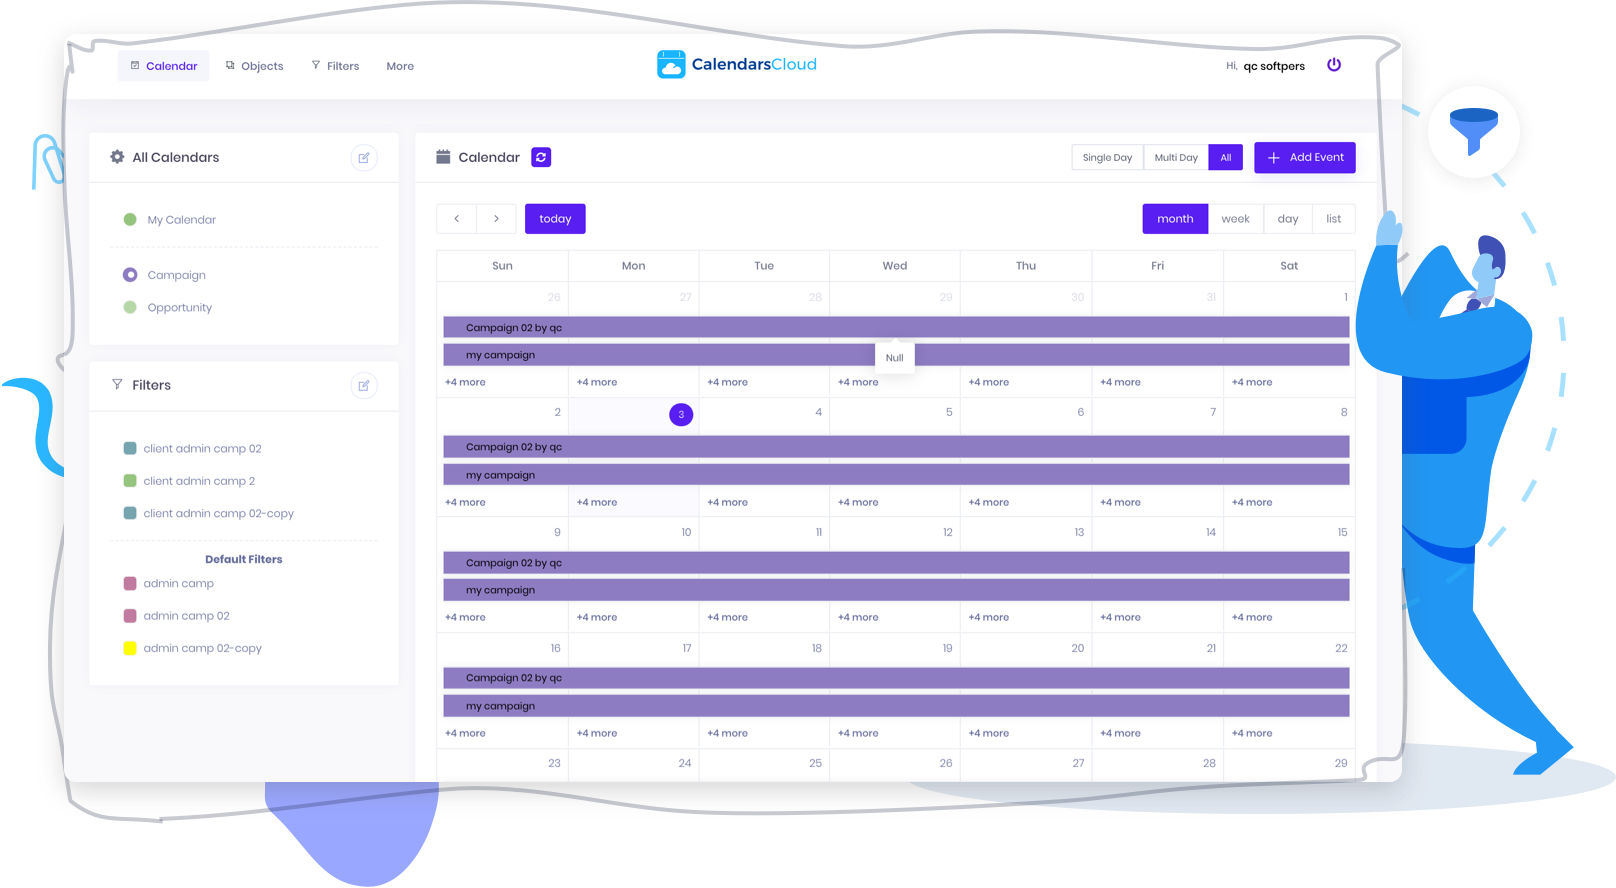 Calendar
Objects
Filters
More
CalendarsCloud
Hi, qc softpers
All Calendars
My Calendar
Campaign
Opportunity
Filters
client admin camp 02
client admin camp 2
client admin camp 02-copy
Default Filters
admin camp
admin camp 02
admin camp 02-copy
Calendar
Single Day Multi Day All + Add Event
< > today
month week day list
Sun Mon Tue Wed Thu Fri Sat
26 27 28 29 30 31 1
Campaign 02 by qc
my campaign
Null
+4 more +4 more +4 more +4 more +4 more +4 more +4 more
2 3 4 5 6 7 8
Campaign 02 by qc
my campaign
+4 more +4 more +4 more +4 more +4 more +4 more +4 more
9 10 11 12 13 14 15
Campaign 02 by qc
my campaign
+4 more +4 more +4 more +4 more +4 more +4 more +4 more
16 17 18 19 20 21 22
Campaign 02 by qc
my campaign
+4 more +4 more +4 more +4 more +4 more +4 more +4 more
23 24 25 26 27 28 29